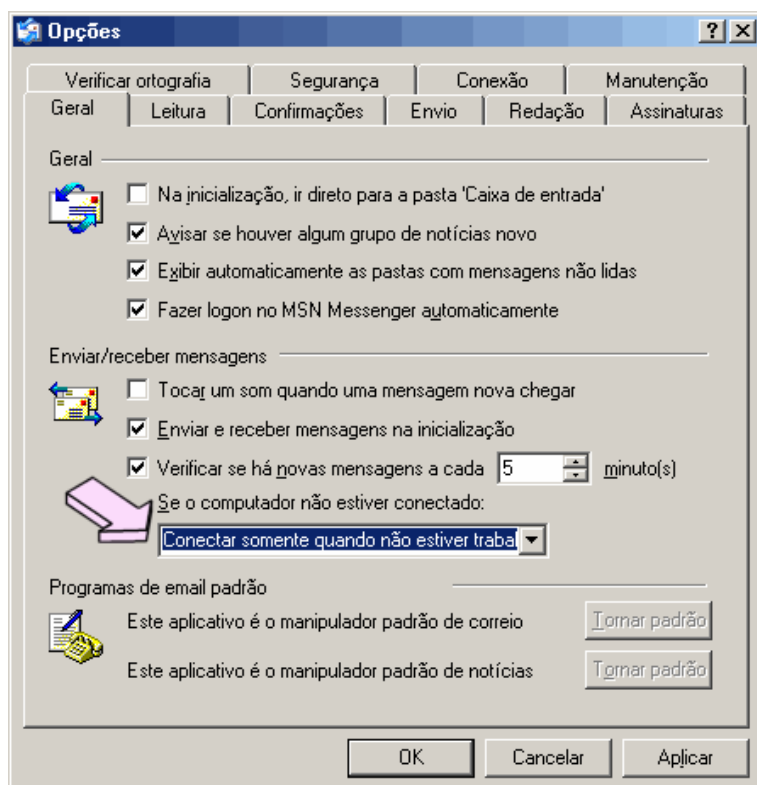 Opções
Verificar ortografia Segurança Conexão Manutenção
Geral Leitura Confirmações Envio Redação Assinaturas
Geral
Na inicialização, ir direto para a pasta 'Caixa de entrada'
Avisar se houver algum grupo de notícias novo
Exibir automaticamente as pastas com mensagens não lidas
Fazer logon no MSN Messenger automaticamente
Enviar/receber mensagens
Tocar um som quando uma mensagem nova chegar
Enviar e receber mensagens na inicialização
Verificar se há novas mensagens a cada 5 minuto(s)
Se o computador não estiver conectado:
Conectar somente quando não estiver trabal
Programas de email padrão
Este aplicativo é o manipulador padrão de correio Tornar padrão
Este aplicativo é o manipulador padrão de notícias Tornar padrão
OK Cancelar Aplicar